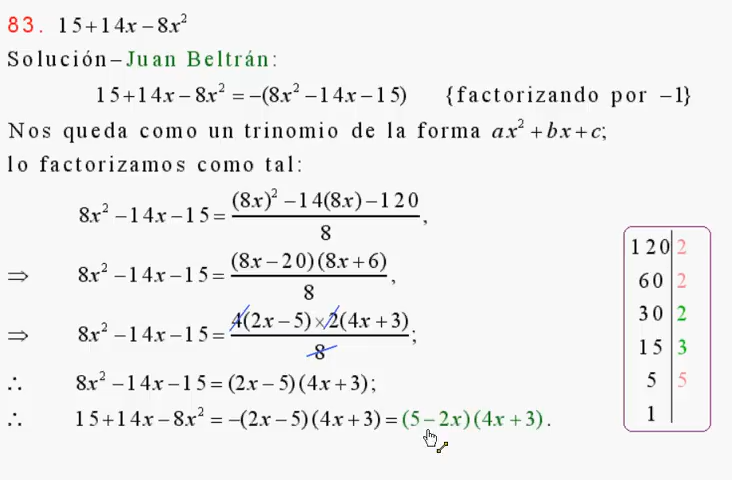 83. 15+14x−8x²
Solución–Juan Beltrán:
15+14x−8x² = −(8x²−14x−15) {factorizando por −1}
Nos queda como un trinomio de la forma ax²+bx+c;
lo factorizamos como tal:
8x²−14x−15 = ((8x)²−14(8x)−120)/8,
⇒ 8x²−14x−15 = ((8x−20)(8x+6))/8,
⇒ 8x²−14x−15 = (4(2x−5)×2(4x+3))/8;
∴ 8x²−14x−15 = (2x−5)(4x+3);
∴ 15+14x−8x² = −(2x−5)(4x+3) = (5−2x)(4x+3).
120|2
60|2
30|2
15|3
5|5
1|